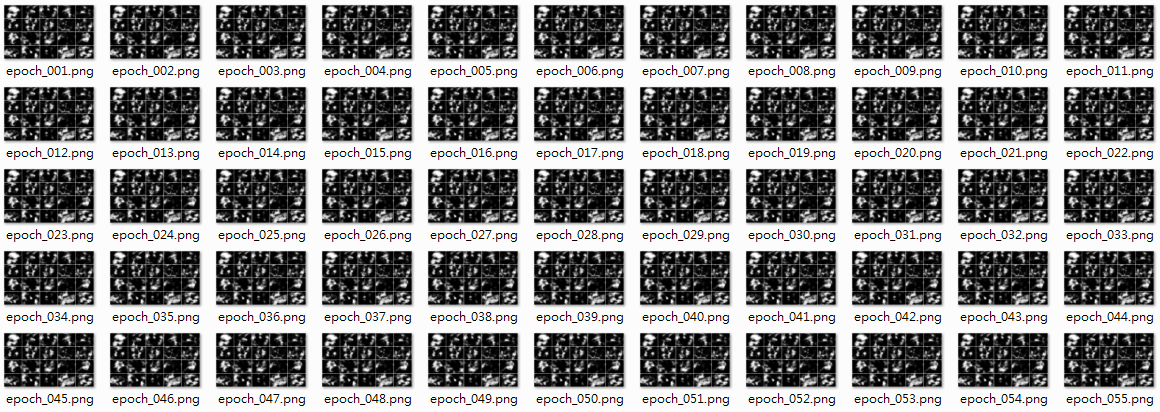 epoch_001.png epoch_002.png epoch_003.png epoch_004.png epoch_005.png epoch_006.png epoch_007.png epoch_008.png epoch_009.png epoch_010.png epoch_011.png
epoch_012.png epoch_013.png epoch_014.png epoch_015.png epoch_016.png epoch_017.png epoch_018.png epoch_019.png epoch_020.png epoch_021.png epoch_022.png
epoch_023.png epoch_024.png epoch_025.png epoch_026.png epoch_027.png epoch_028.png epoch_029.png epoch_030.png epoch_031.png epoch_032.png epoch_033.png
epoch_034.png epoch_035.png epoch_036.png epoch_037.png epoch_038.png epoch_039.png epoch_040.png epoch_041.png epoch_042.png epoch_043.png epoch_044.png
epoch_045.png epoch_046.png epoch_047.png epoch_048.png epoch_049.png epoch_050.png epoch_051.png epoch_052.png epoch_053.png epoch_054.png epoch_055.png